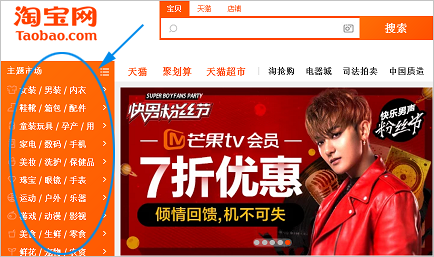 淘宝网
Taobao.com
宝贝 天猫 店铺
搜索
主题市场
天猫 聚划算 天猫超市 淘抢购 电器城 司法拍卖 中国质造
女装 / 男装 / 内衣
鞋靴 / 箱包 / 配件
童装玩具 / 孕产 / 用
家电 / 数码 / 手机
美妆 / 洗护 / 保健品
珠宝 / 眼镜 / 手表
运动 / 户外 / 乐器
游戏 / 动漫 / 影视
美食 / 生鲜 / 零食
鲜花 / 宠物 / 农资
SUPER BOY FANS PARTY
快男粉丝节
芒果tv会员
7折优惠
倾情回馈,机不可失
快乐男声
粉丝节